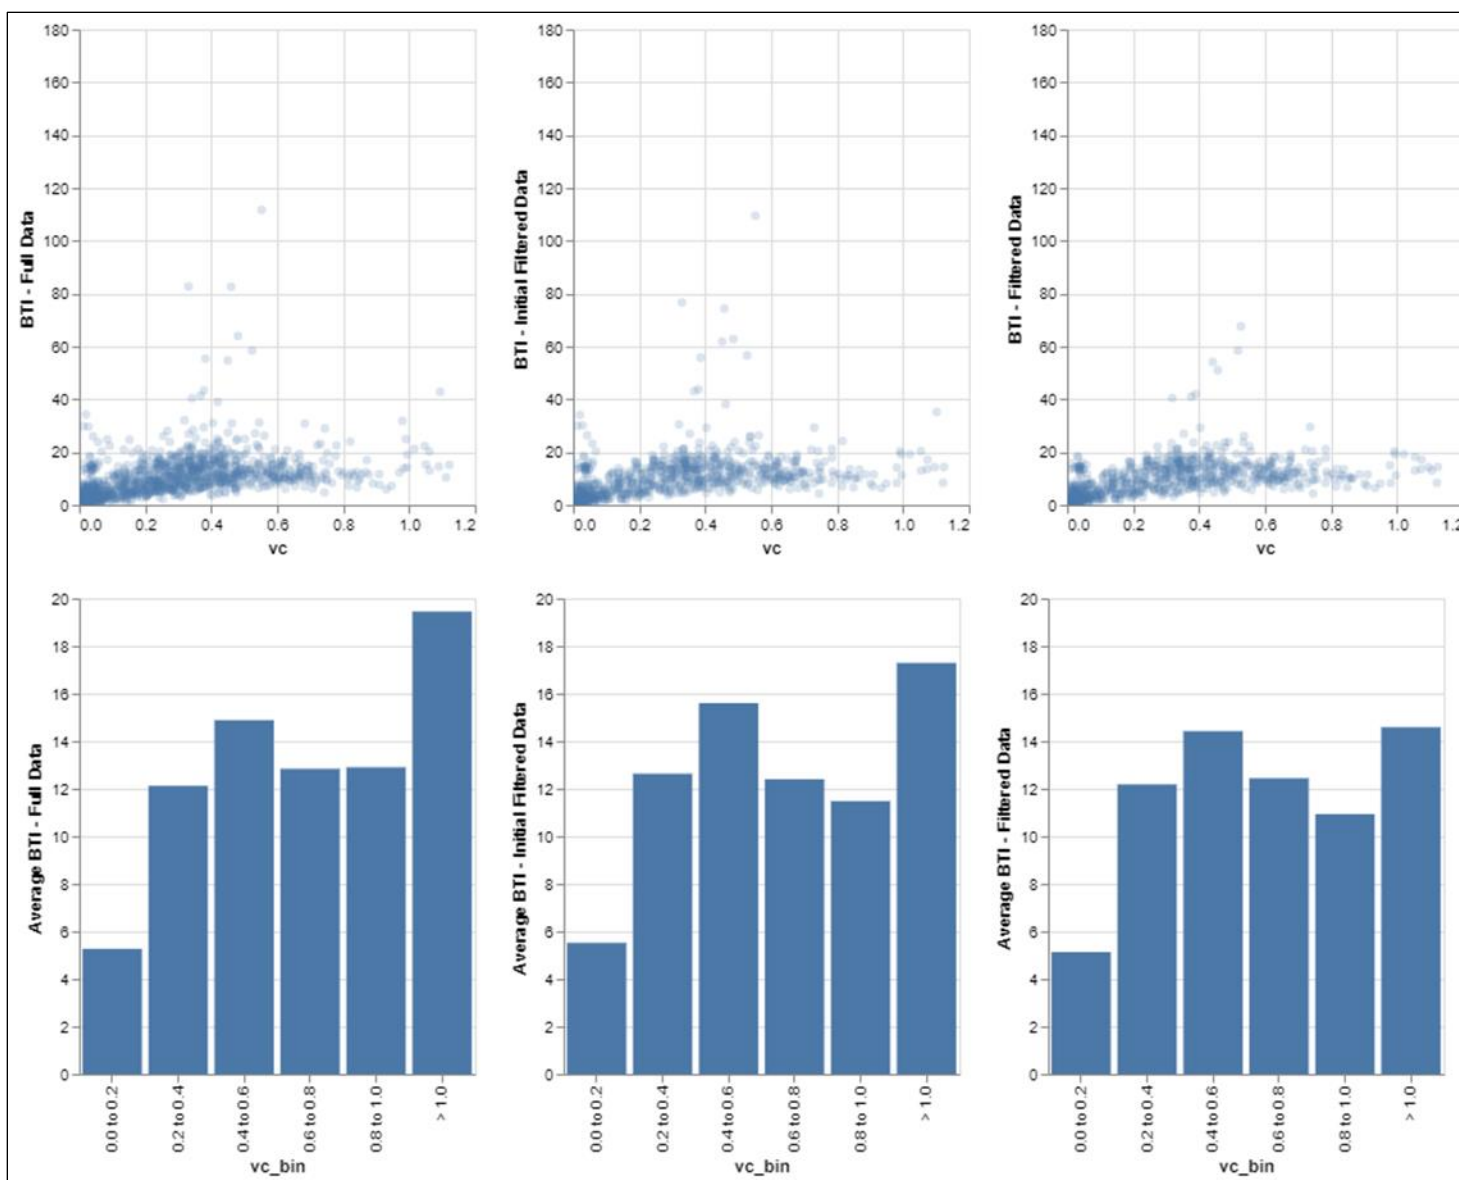 BTI - Full Data
180
160
140
120
100
80
60
40
20
0
0.0 0.2 0.4 0.6 0.8 1.0 1.2
vc
BTI - Initial Filtered Data
180
160
140
120
100
80
60
40
20
0
0.0 0.2 0.4 0.6 0.8 1.0 1.2
vc
BTI - Filtered Data
180
160
140
120
100
80
60
40
20
0
0.0 0.2 0.4 0.6 0.8 1.0 1.2
vc
Average BTI - Full Data
20
18
16
14
12
10
8
6
4
2
0
0.0 to 0.2
0.2 to 0.4
0.4 to 0.6
0.6 to 0.8
0.8 to 1.0
> 1.0
vc_bin
Average BTI - Initial Filtered Data
20
18
16
14
12
10
8
6
4
2
0
0.0 to 0.2
0.2 to 0.4
0.4 to 0.6
0.6 to 0.8
0.8 to 1.0
> 1.0
vc_bin
Average BTI - Filtered Data
20
18
16
14
12
10
8
6
4
2
0
0.0 to 0.2
0.2 to 0.4
0.4 to 0.6
0.6 to 0.8
0.8 to 1.0
> 1.0
vc_bin